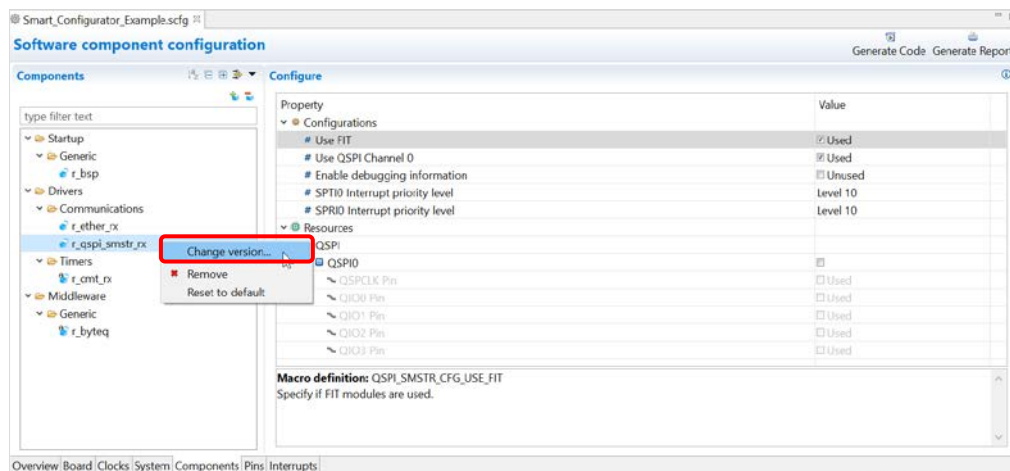 Smart_Configurator_Example.scfg
Software component configuration
Generate Code Generate Repor
Components
Configure
type filter text
Startup
Generic
r_bsp
Drivers
Communications
r_ether_rx
r_qspi_smstr_rx
Timers
r_cmt_rx
Middleware
Generic
r_byteq
Change version...
Remove
Reset to default
Property Value
Configurations
# Use FIT Used
# Use QSPI Channel 0 Used
# Enable debugging information Unused
# SPTI0 Interrupt priority level Level 10
# SPRI0 Interrupt priority level Level 10
Resources
QSPI
QSPI0
QSPCLK Pin Used
QIO0 Pin Used
QIO1 Pin Used
QIO2 Pin Used
QIO3 Pin Used
Macro definition: QSPI_SMSTR_CFG_USE_FIT
Specify if FIT modules are used.
Overview Board Clocks System Components Pins Interrupts